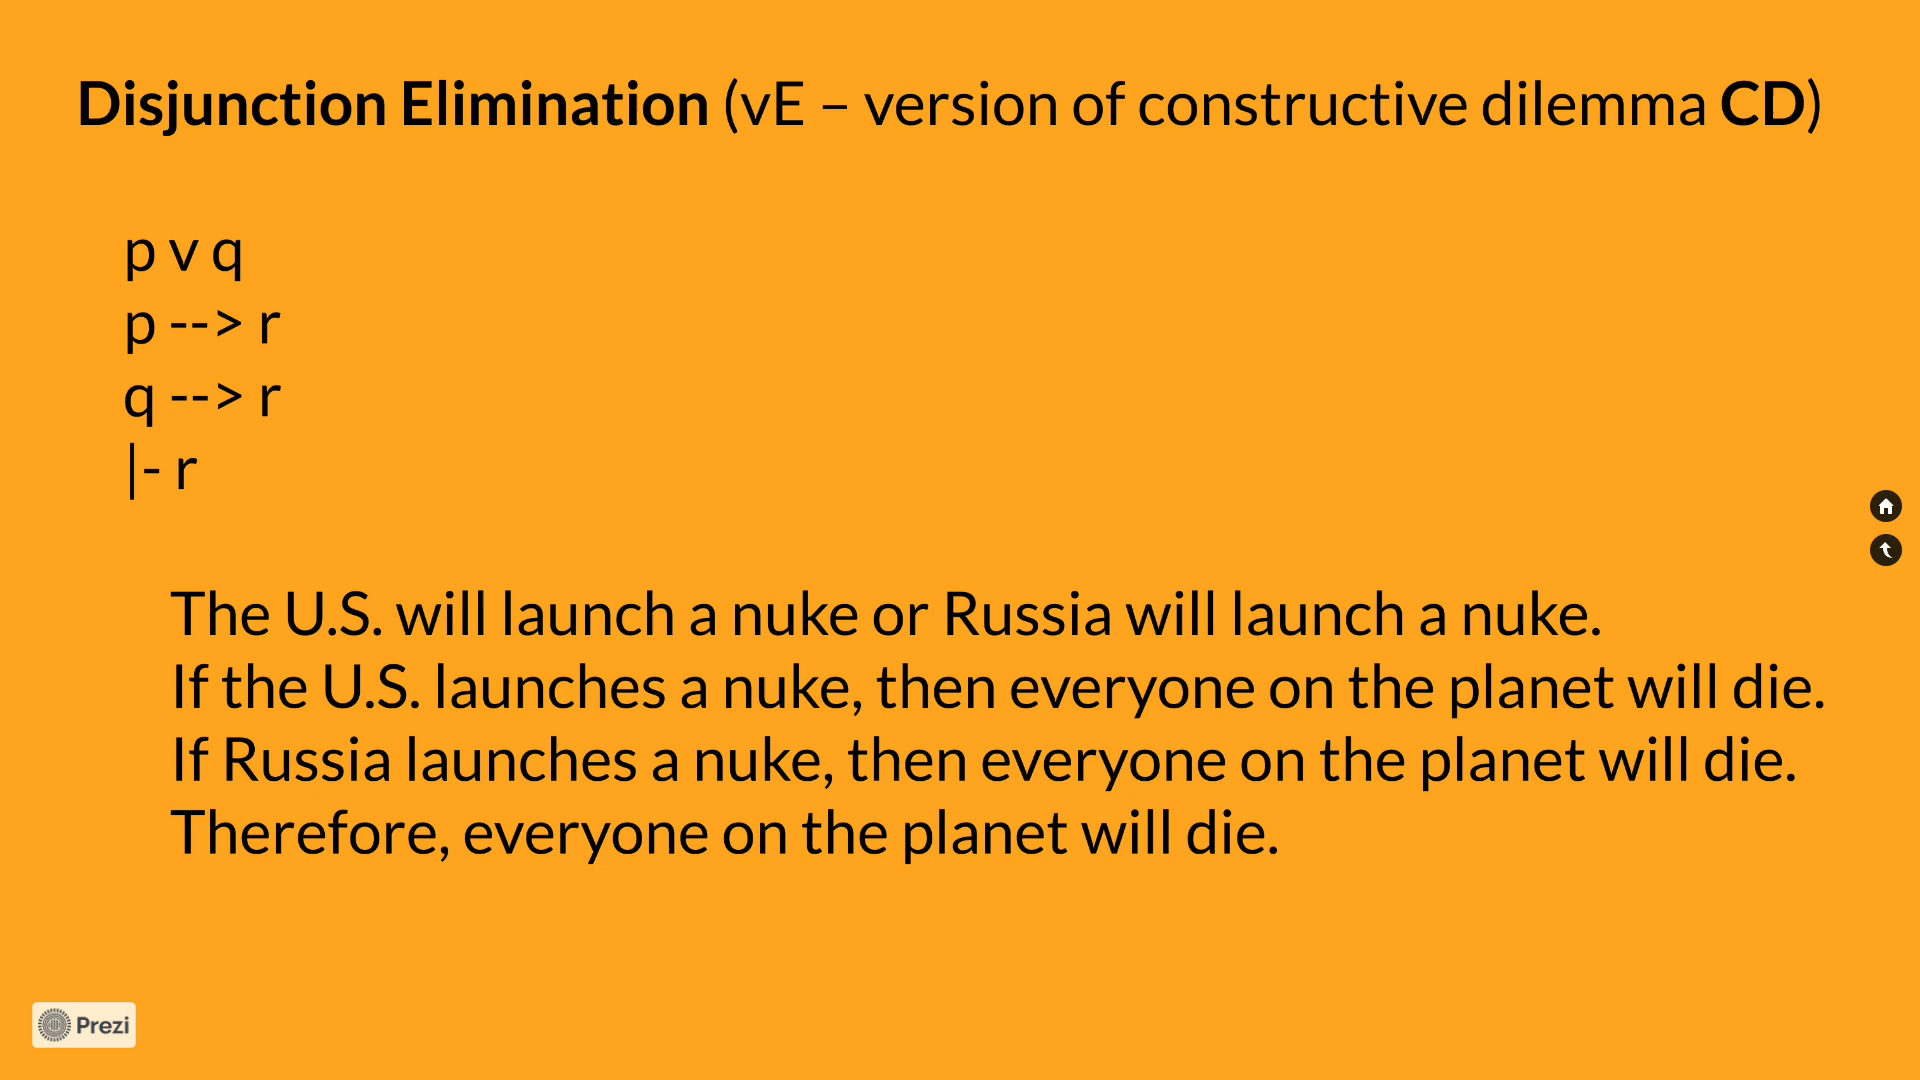 Disjunction Elimination (vE – version of constructive dilemma CD)
p v q
p --> r
q --> r
|- r
The U.S. will launch a nuke or Russia will launch a nuke.
If the U.S. launches a nuke, then everyone on the planet will die.
If Russia launches a nuke, then everyone on the planet will die.
Therefore, everyone on the planet will die.
Prezi